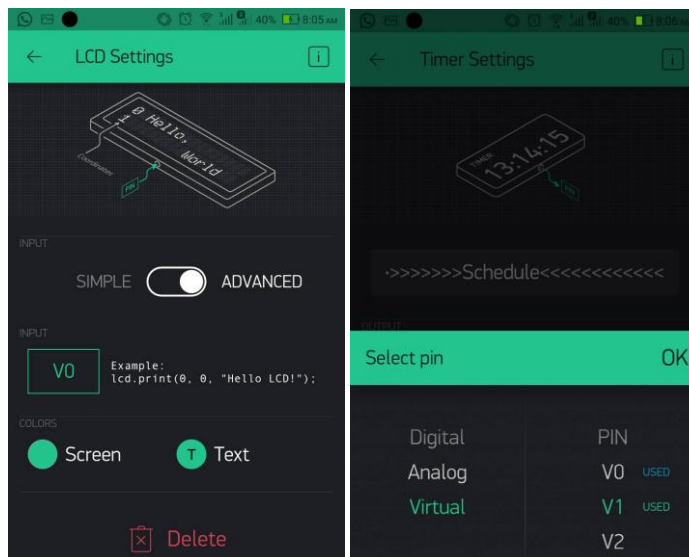 40% 8:05 AM
LCD Settings
i
0 Hello,
1 World
Coordinates
PIN
INPUT
SIMPLE ADVANCED
INPUT
V0
Example:
lcd.print(0, 0, "Hello LCD!");
COLORS
Screen
T Text
Delete
40% 8:06 AM
Timer Settings
i
TIMER
13:14:15
PIN
·>>>>>>>Schedule<<<<<<<<<<<<
OUTPUT
Select pin OK
Digital PIN
Analog V0 USED
Virtual V1 USED
V2